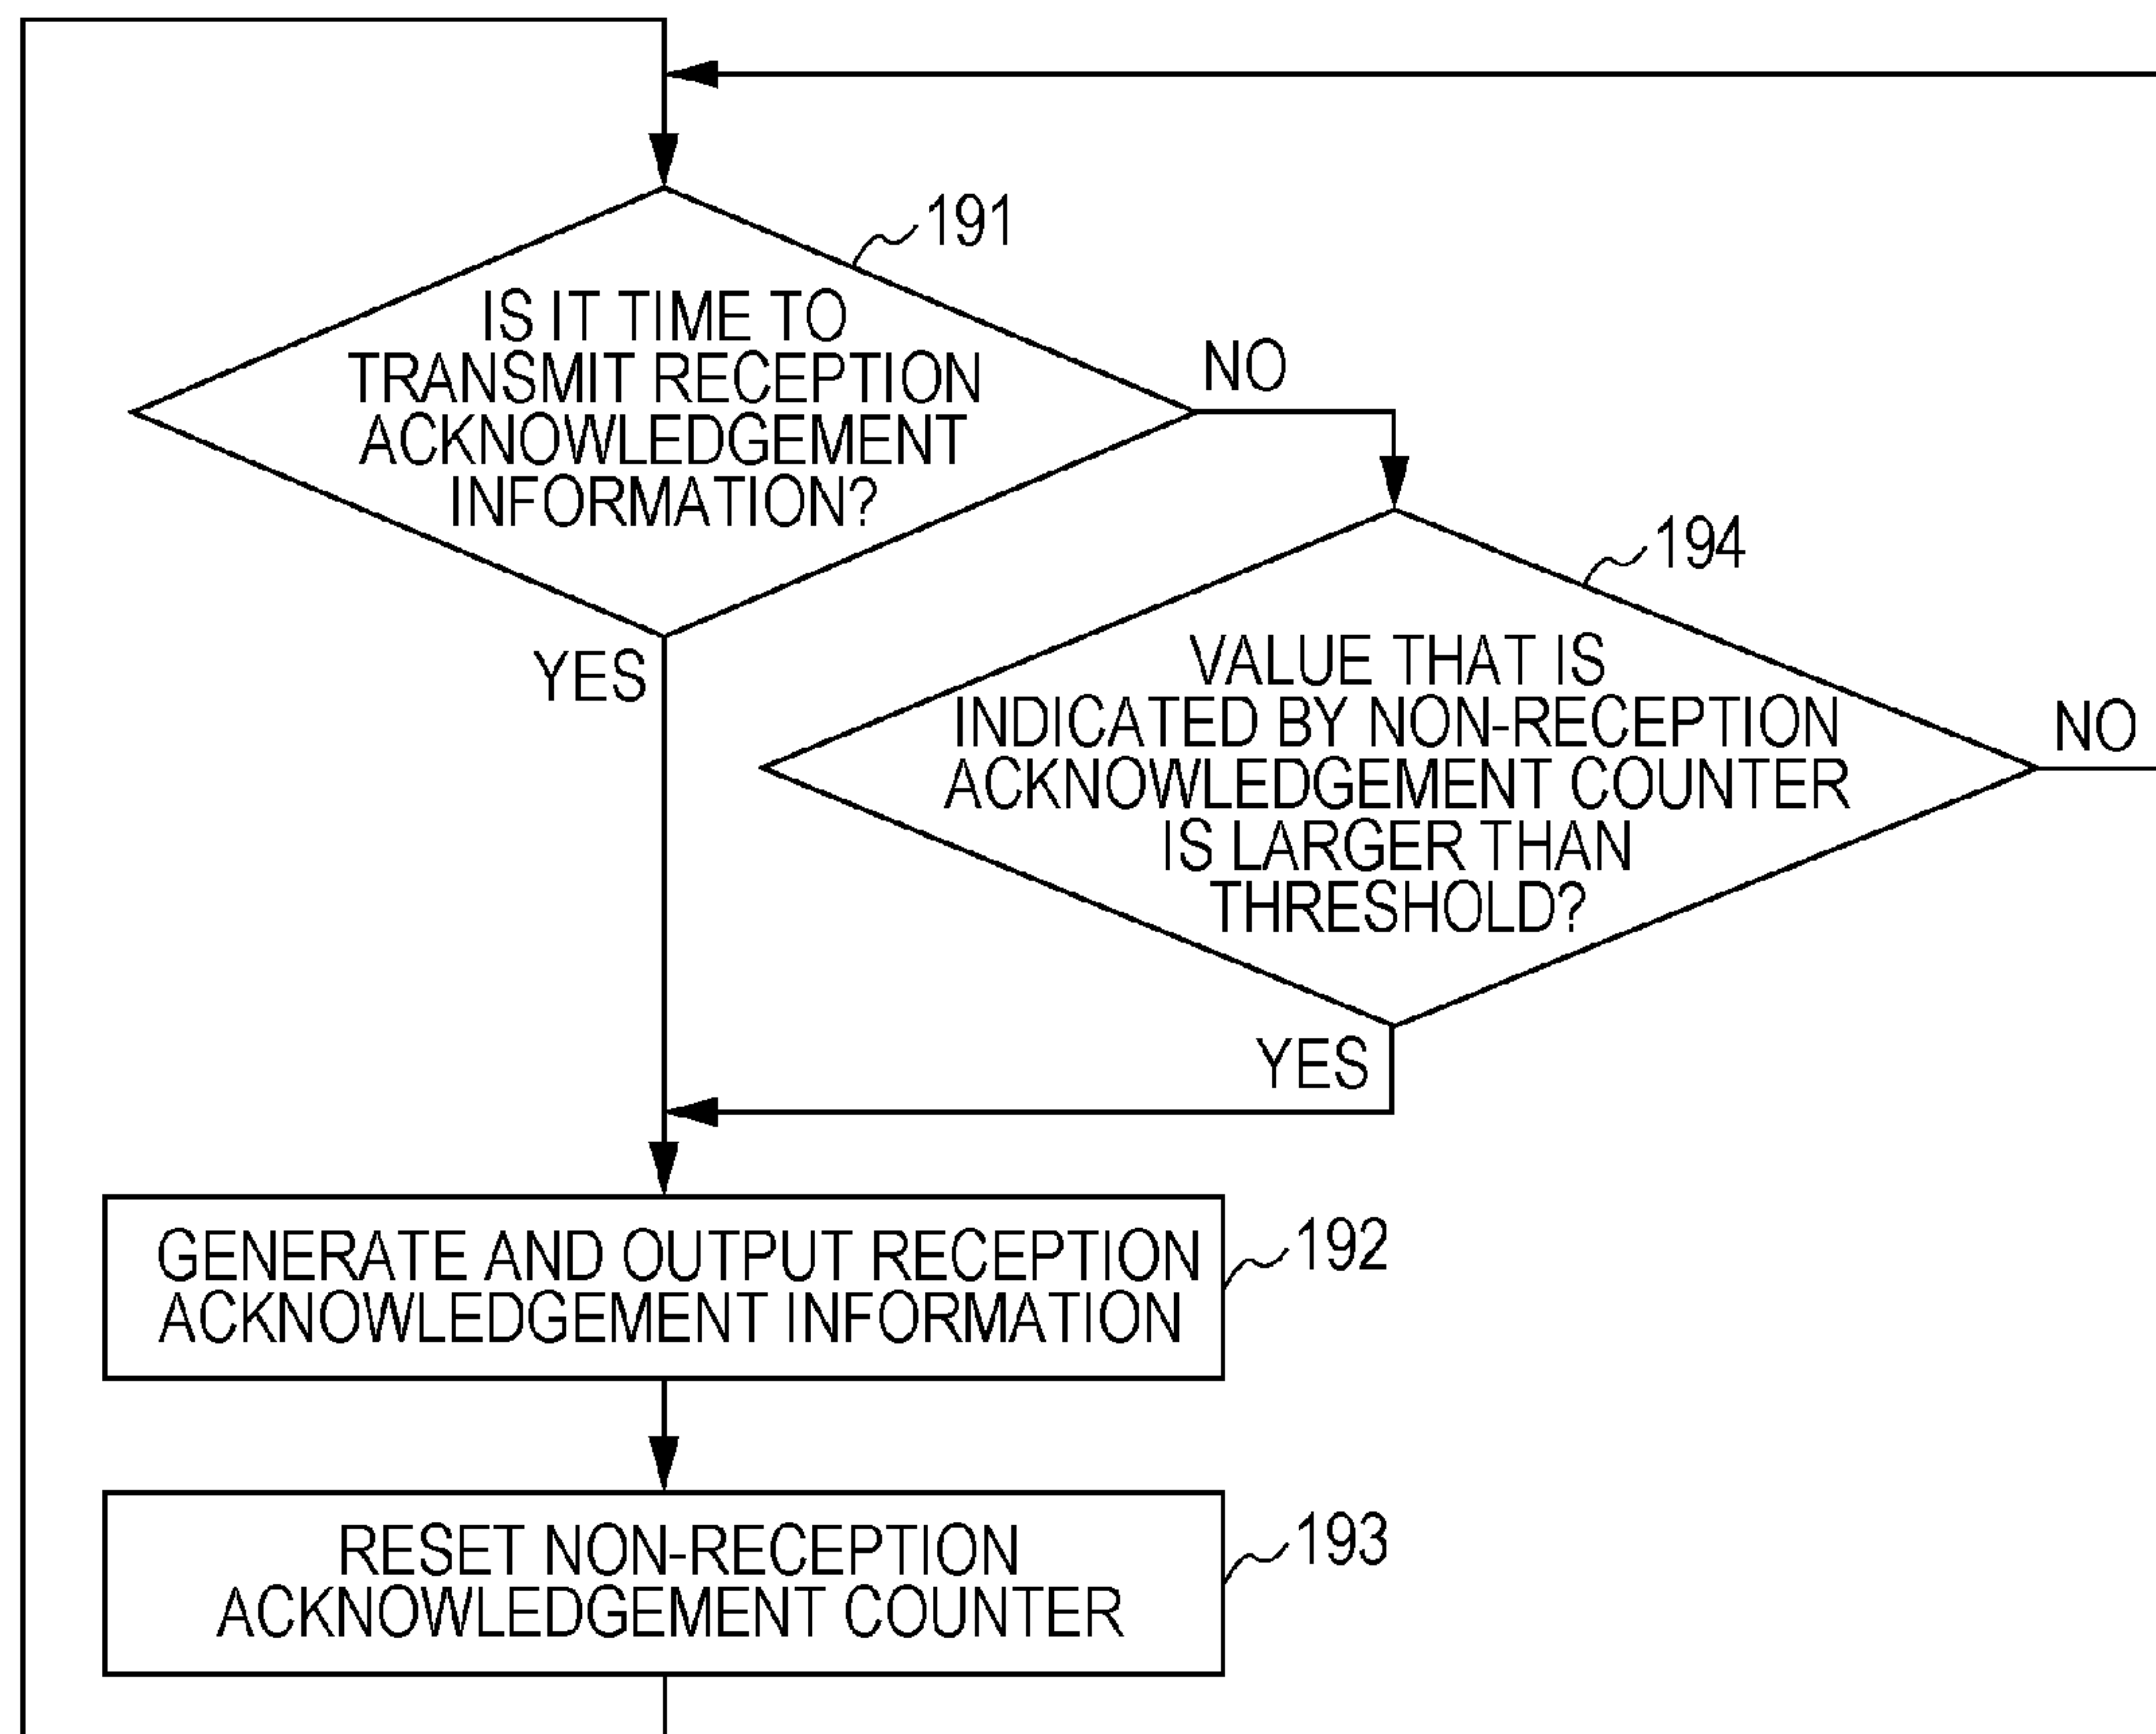 191
IS IT TIME TO
TRANSMIT RECEPTION
ACKNOWLEDGEMENT
INFORMATION?
NO
YES
194
VALUE THAT IS
INDICATED BY NON-RECEPTION
ACKNOWLEDGEMENT COUNTER
IS LARGER THAN
THRESHOLD?
NO
YES
GENERATE AND OUTPUT RECEPTION
ACKNOWLEDGEMENT INFORMATION
192
RESET NON-RECEPTION
ACKNOWLEDGEMENT COUNTER
193